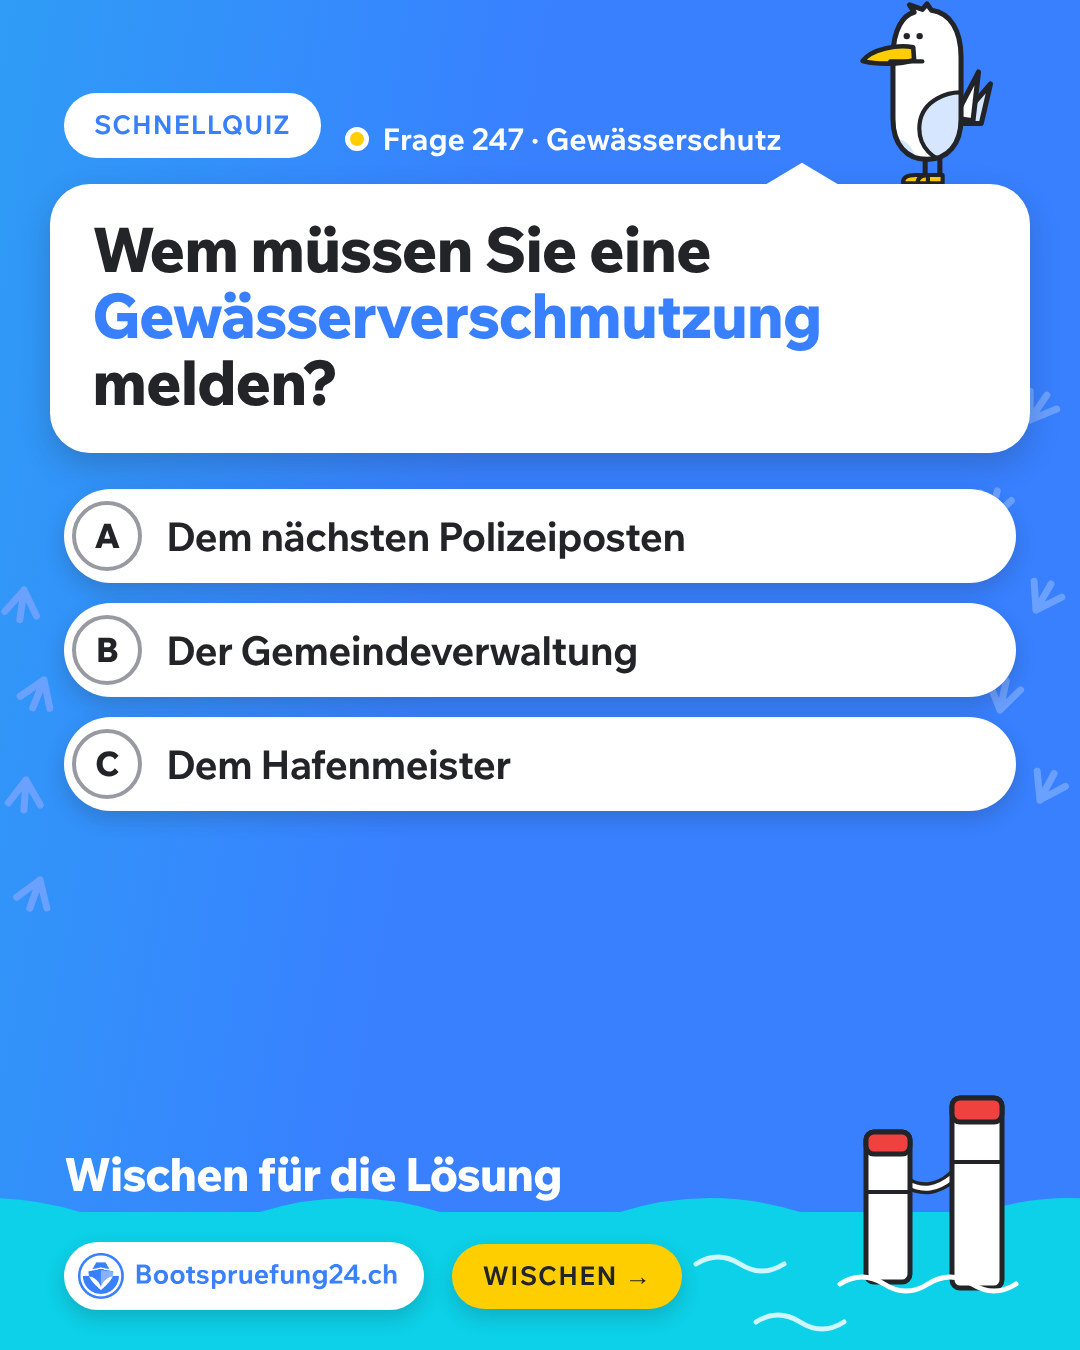 SCHNELLQUIZ
Frage 247 · Gewässerschutz
Wem müssen Sie eine
Gewässerverschmutzung
melden?
A Dem nächsten Polizeiposten
B Der Gemeindeverwaltung
C Dem Hafenmeister
Wischen für die Lösung
Bootspruefung24.ch
WISCHEN →